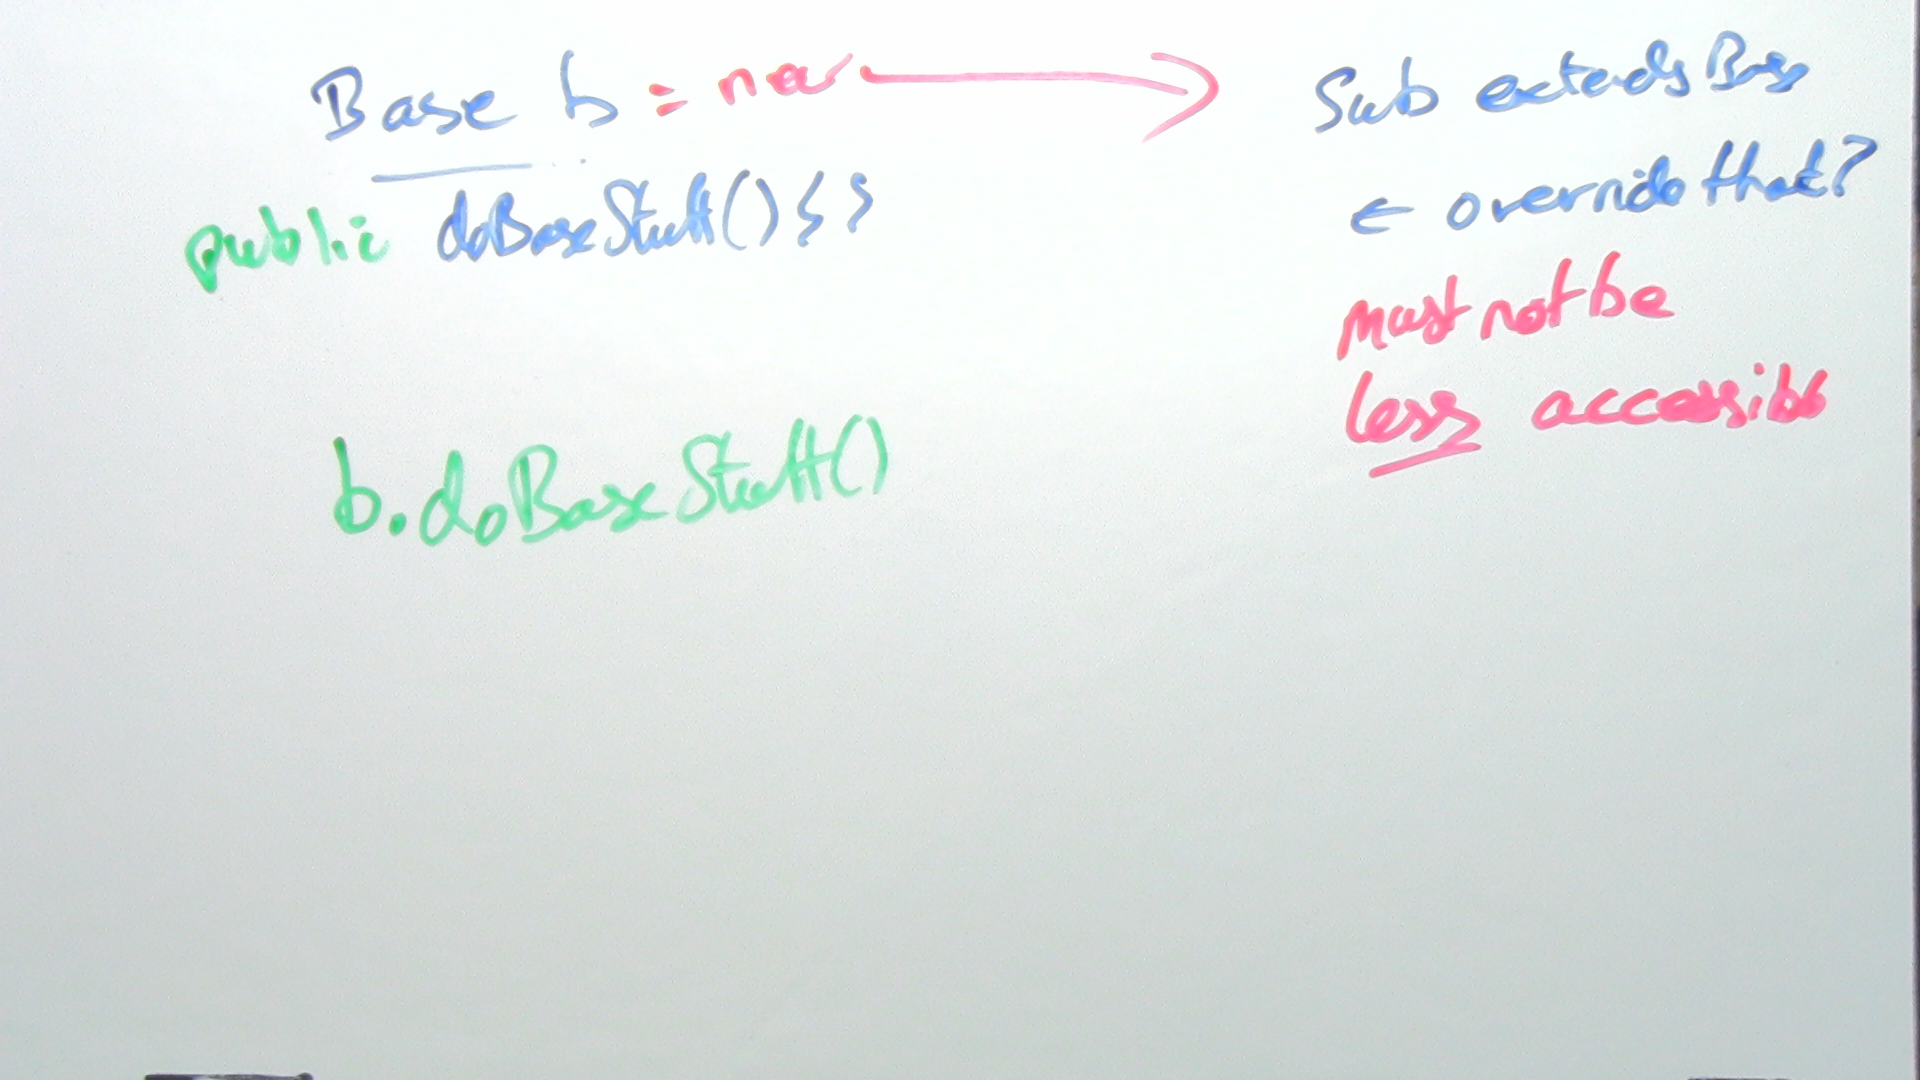 Base b = new → Sub extends Base
public doBaseStuff() { } ← override that?
must not be
less accessible
b.doBaseStuff()